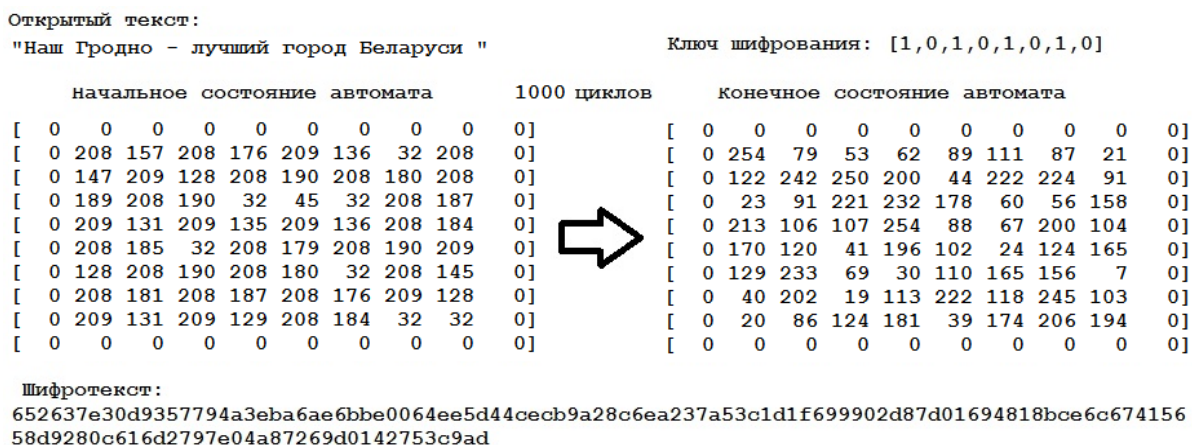 Открытый текст:
"Наш Гродно - лучший город Беларуси "
Ключ шифрования: [1,0,1,0,1,0,1,0]
Начальное состояние автомата
1000 циклов
Конечное состояние автомата
[ 0 0 0 0 0 0 0 0 0 0]
[ 0 208 157 208 176 209 136 32 208 0]
[ 0 147 209 128 208 190 208 180 208 0]
[ 0 189 208 190 32 45 32 208 187 0]
[ 0 209 131 209 135 209 136 208 184 0]
[ 0 208 185 32 208 179 208 190 209 0]
[ 0 128 208 190 208 180 32 208 145 0]
[ 0 208 181 208 187 208 176 209 128 0]
[ 0 209 131 209 129 208 184 32 32 0]
[ 0 0 0 0 0 0 0 0 0 0]
[ 0 0 0 0 0 0 0 0 0 0]
[ 0 254 79 53 62 89 111 87 21 0]
[ 0 122 242 250 200 44 222 224 91 0]
[ 0 23 91 221 232 178 60 56 158 0]
[ 0 213 106 107 254 88 67 200 104 0]
[ 0 170 120 41 196 102 24 124 165 0]
[ 0 129 233 69 30 110 165 156 7 0]
[ 0 40 202 19 113 222 118 245 103 0]
[ 0 20 86 124 181 39 174 206 194 0]
[ 0 0 0 0 0 0 0 0 0 0]
Шифротекст:
652637e30d9357794a3eba6ae6bbe0064ee5d44cecb9a28c6ea237a53c1d1f699902d87d01694818bce6c674156
58d9280c616d2797e04a87269d0142753c9ad